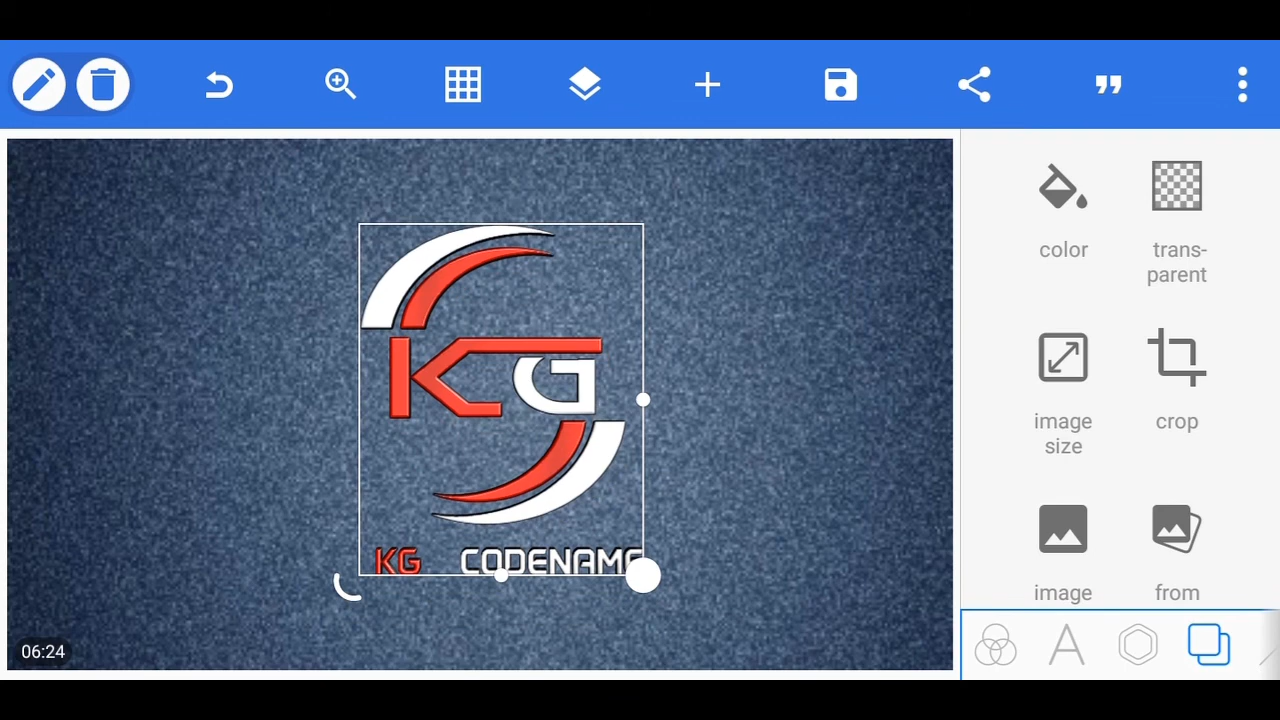 color
trans-
parent
image
size
crop
KG
KG CODENAME
image
from
06:24